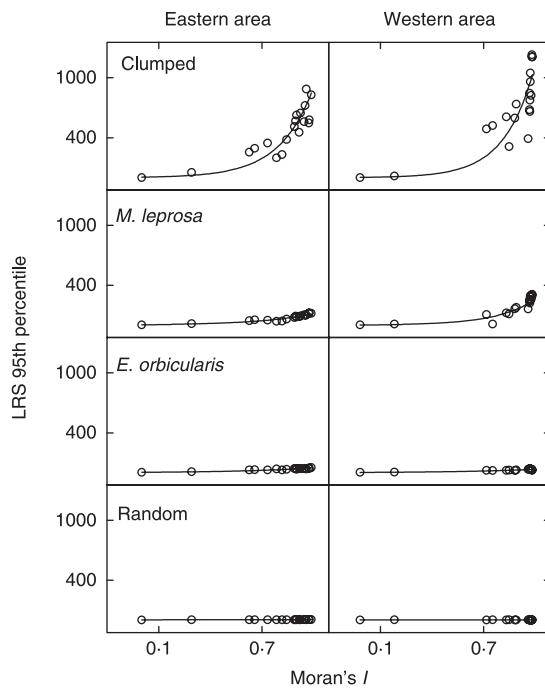 Eastern area Western area
Clumped
1000
400
M. leprosa
1000
400
E. orbicularis
1000
400
Random
1000
400
LRS 95th percentile
0·1 0·7 0·1 0·7
Moran's I